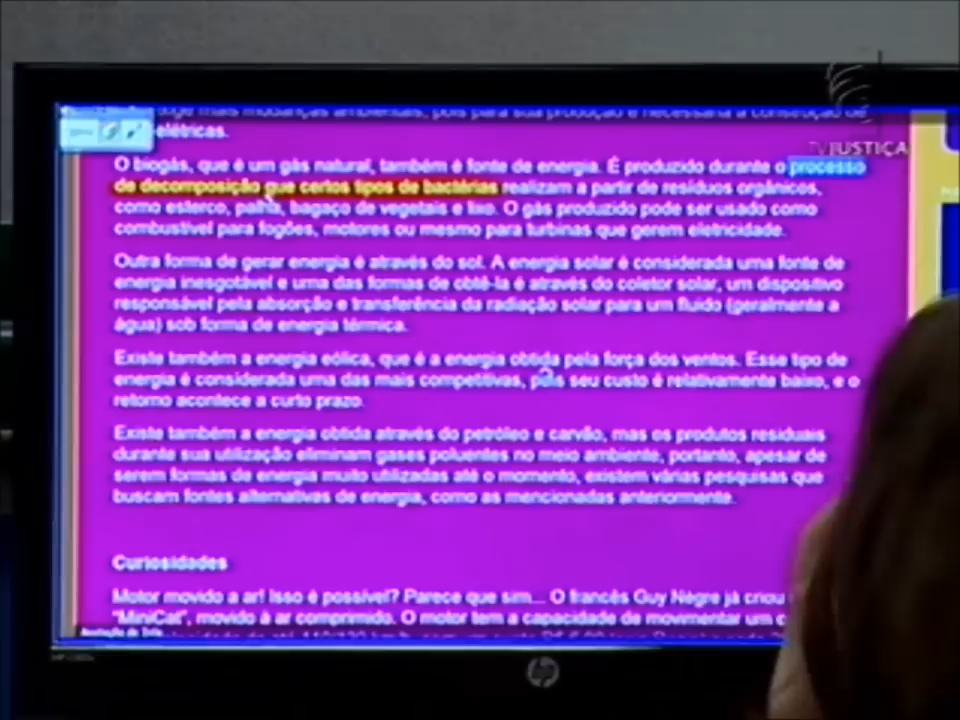 mais mudanças ambientais, pois para sua produção é necessária a construção de
elétricas.
TV JUSTIÇA
O biogás, que é um gás natural, também é fonte de energia. É produzido durante o processo
de decomposição que certos tipos de bactérias realizam a partir de resíduos orgânicos,
como esterco, palha, bagaço de vegetais e lixo. O gás produzido pode ser usado como
combustível para fogões, motores ou mesmo para turbinas que gerem eletricidade.
Outra forma de gerar energia é através do sol. A energia solar é considerada uma fonte de
energia inesgotável e uma das formas de obtê-la é através do coletor solar, um dispositivo
responsável pela absorção e transferência da radiação solar para um fluido (geralmente a
água) sob forma de energia térmica.
Existe também a energia eólica, que é a energia obtida pela força dos ventos. Esse tipo de
energia é considerada uma das mais competitivas, pois seu custo é relativamente baixo, e o
retorno acontece a curto prazo.
Existe também a energia obtida através do petróleo e carvão, mas os produtos residuais
durante sua utilização eliminam gases poluentes no meio ambiente, portanto, apesar de
serem formas de energia muito utilizadas até o momento, existem várias pesquisas que
buscam fontes alternativas de energia, como as mencionadas anteriormente.
Curiosidades
Motor movido a ar! Isso é possível? Parece que sim... O francês Guy Nègre já criou
"MiniCat", movido à ar comprimido. O motor tem a capacidade de movimentar um
hp